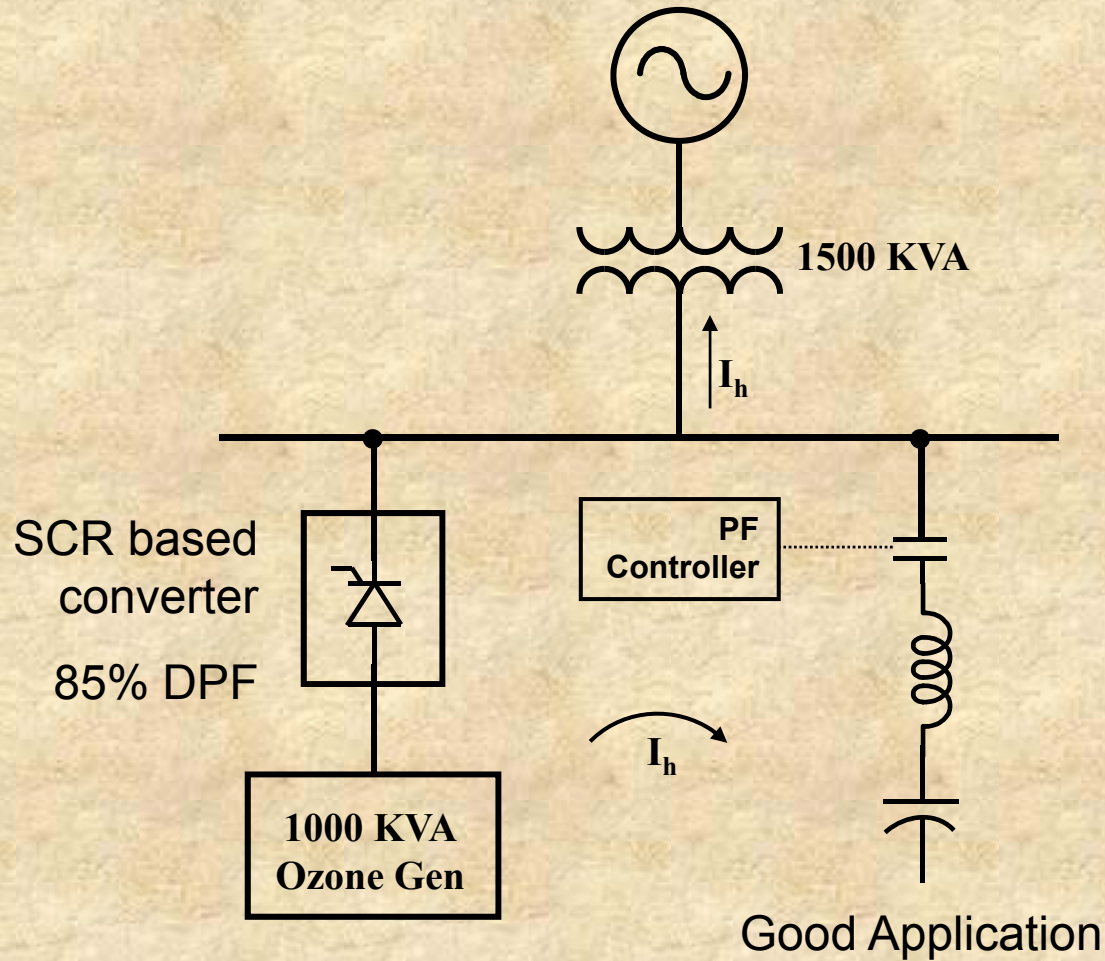 1500 KVA
Iₕ
SCR based
converter
85% DPF
PF
Controller
Iₕ
1000 KVA
Ozone Gen
Good Application